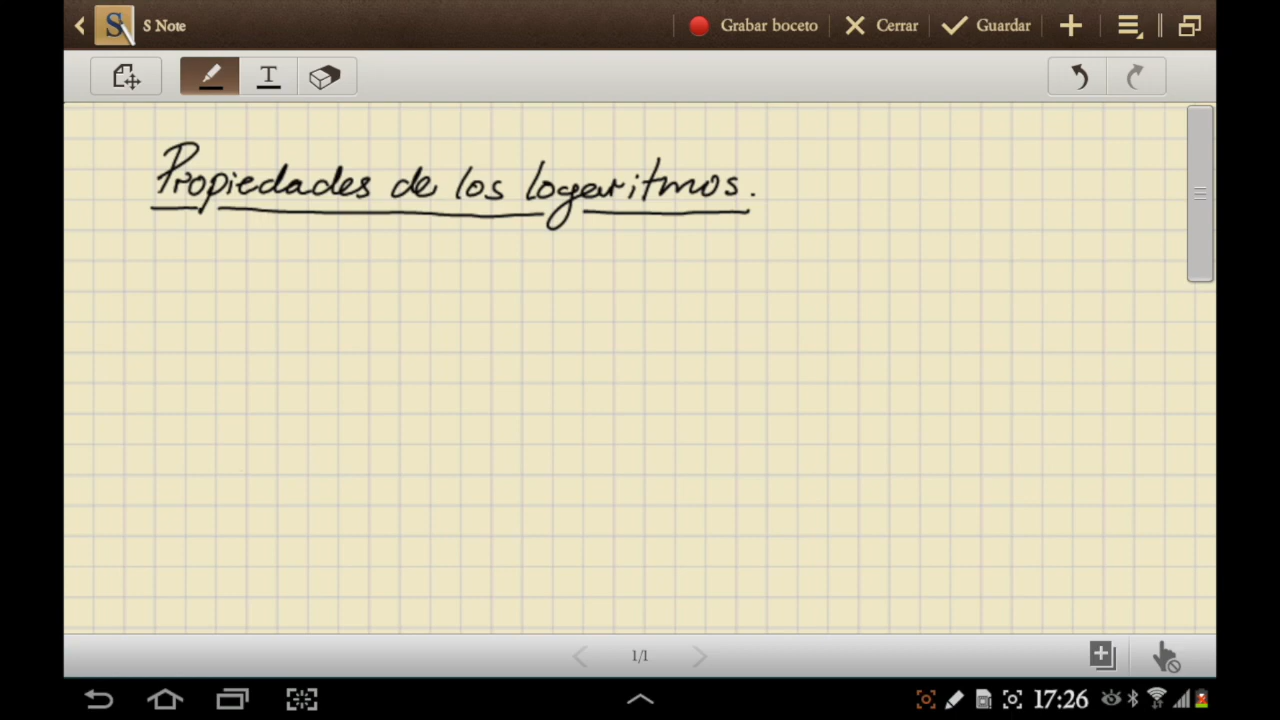 S Note
Grabar boceto
Cerrar
Guardar
T
Propiedades de los logaritmos.
1/1
17:26